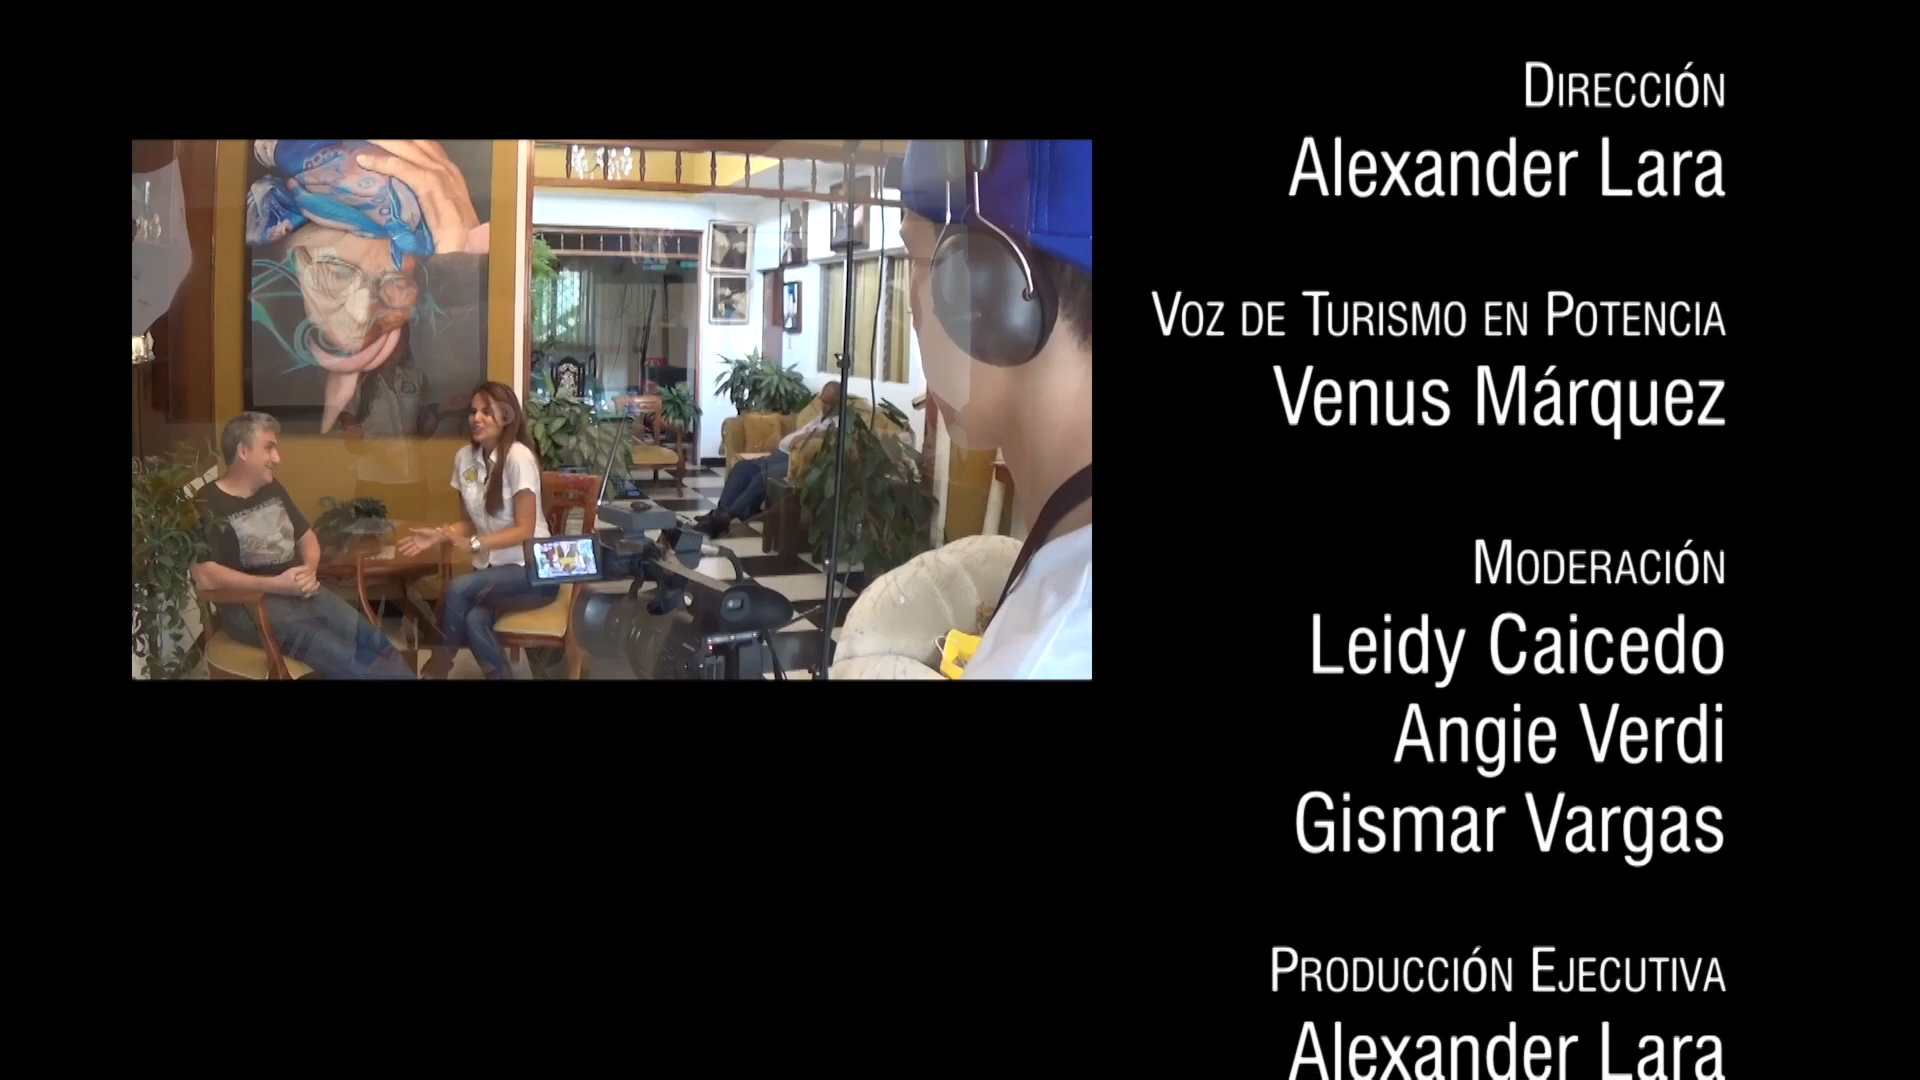 Dirección
Alexander Lara
Voz de Turismo en Potencia
Venus Márquez
Moderación
Leidy Caicedo
Angie Verdi
Gismar Vargas
Producción Ejecutiva
Alexander Lara